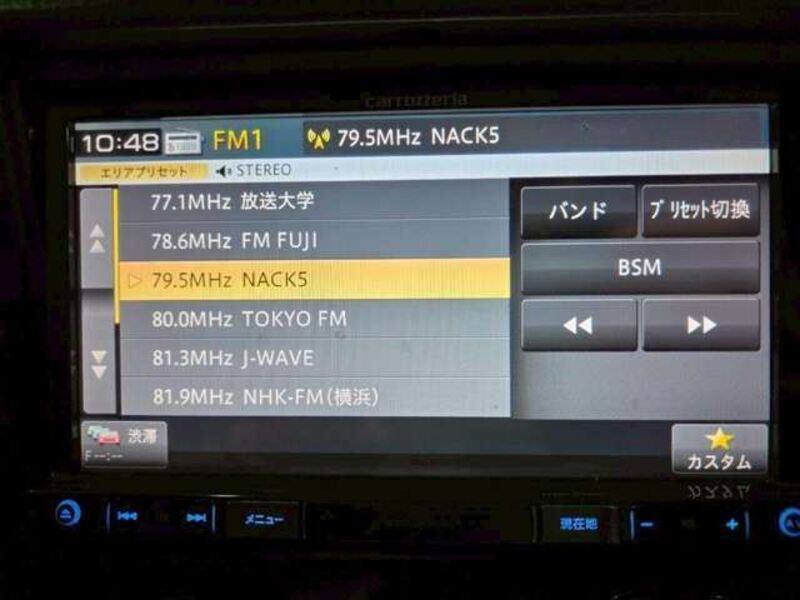 carrozzeria
10:48 FM1 79.5MHz NACK5
エリアプリセット STEREO
77.1MHz 放送大学
78.6MHz FM FUJI
79.5MHz NACK5
80.0MHz TOKYO FM
81.3MHz J-WAVE
81.9MHz NHK-FM(横浜)
バンド プリセット切換
BSM
渋滞
F--:--
カスタム
メニュー 現在地